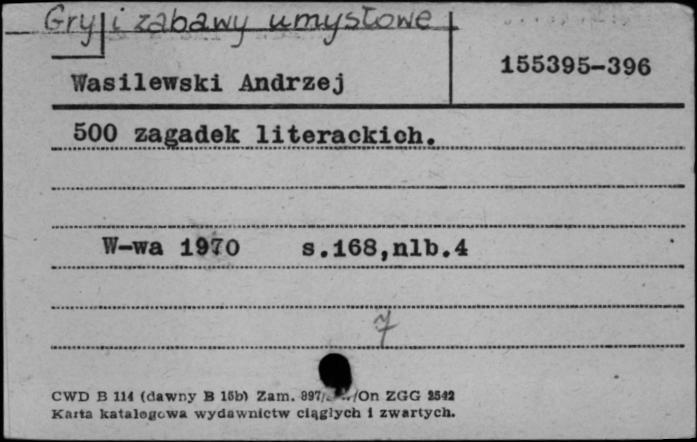 Gry i zabawy umysłowe
155395-396
Wasilewski Andrzej
500 zagadek literackich.
W-wa 1970 s.168,nlb.4
7
CWD B 114 (dawny B 15b) Zam. 897/ /On ZGG 2542
Karta katalogowa wydawnictw ciągłych i zwartych.